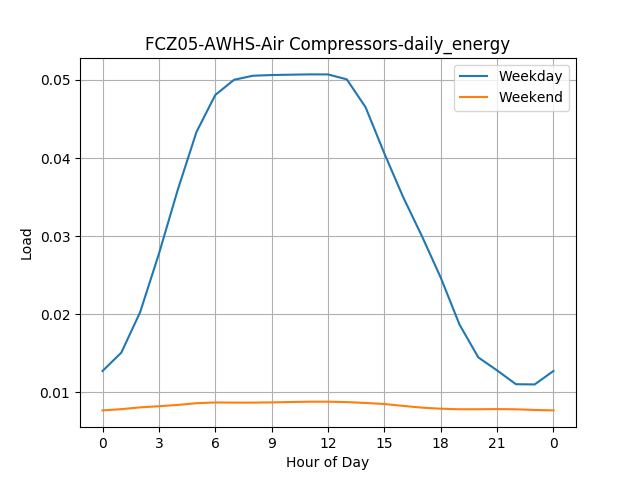 FCZ05-AWHS-Air Compressors-daily_energy
Weekday
Weekend
0.05
0.04
0.03
0.02
0.01
Load
0 3 6 9 12 15 18 21 0
Hour of Day